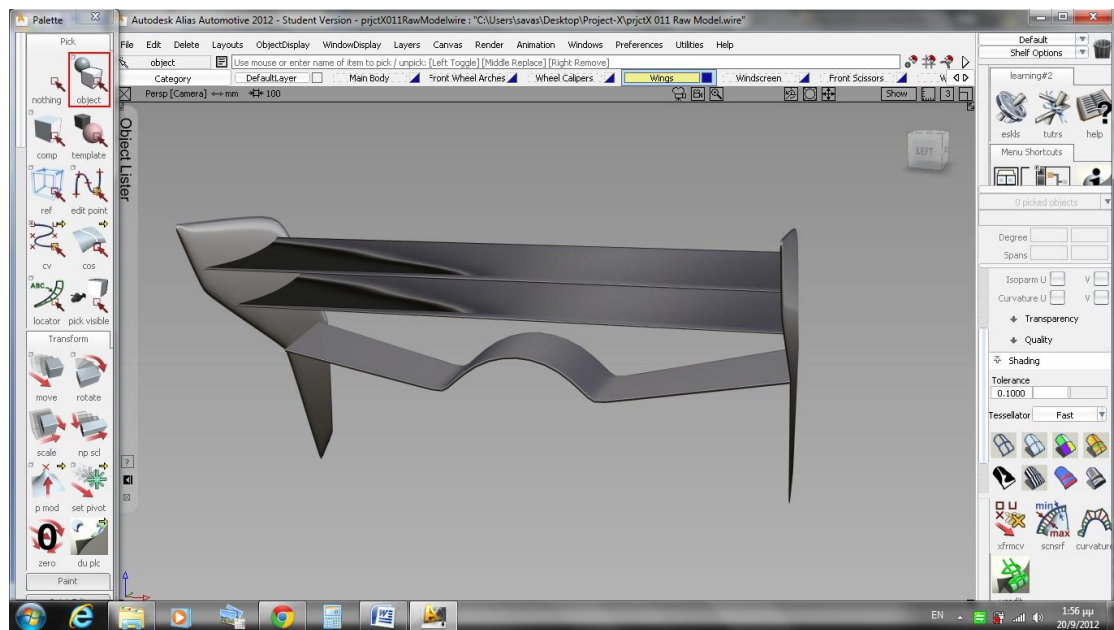 Palette
Autodesk Alias Automotive 2012 - Student Version - prjctX011RawModelwire : "C:\Users\savas\Desktop\Project-X\prjctX 011 Raw Model.wire"
Pick
File Edit Delete Layouts ObjectDisplay WindowDisplay Layers Canvas Render Animation Windows Preferences Utilities Help
Default
Shelf Options
object
Use mouse or enter name of item to pick / unpick: [Left Toggle] [Middle Replace] [Right Remove]
Category DefaultLayer Main Body Front Wheel Arches Wheel Calipers Wings Windscreen Front Scissors W
Persp [Camera] mm 100 Show 3
nothing object
comp template
ref edit point
cv cos
ABC
locator pick visible
Transform
move rotate
scale np scl
p mod set pivot
0
zero du plc
Paint
Object Lister
?
LEFT
learning#2
eskls tutrs help
Menu Shortcuts
0 picked objects
Degree
Spans
Isoparm U V
Curvature U V
Transparency
Quality
Shading
Tolerance
0.1000
Tessellator Fast
min
max
xfrmcv scnsrf curvature
EN
1:56 μμ
20/9/2012